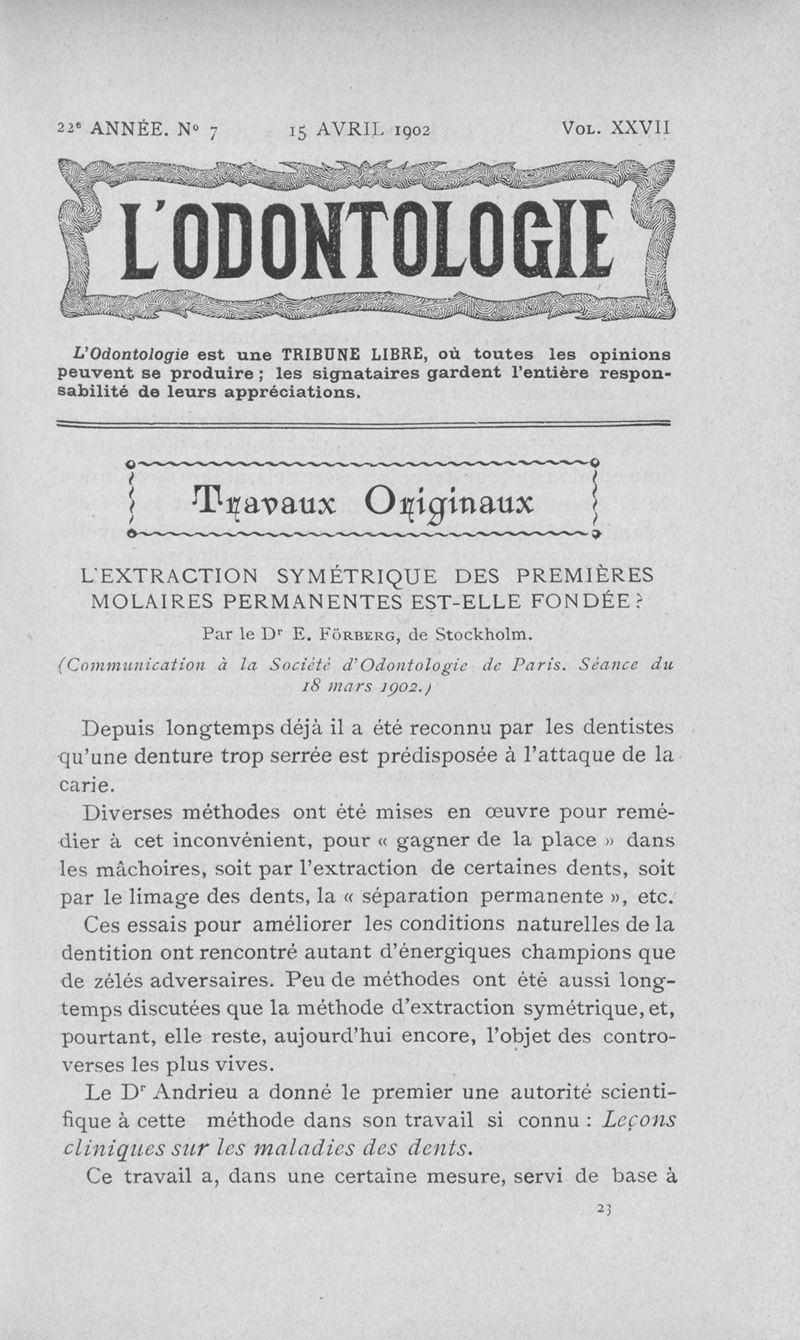 22e ANNÉE. No 7 15 AVRIL 1902 VOL. XXVII
L'ODONTOLOGIE
L'Odontologie est une TRIBUNE LIBRE, où toutes les opinions
peuvent se produire ; les signataires gardent l'entière respon-
sabilité de leurs appréciations.
Travaux Originaux
L'EXTRACTION SYMÉTRIQUE DES PREMIÈRES
MOLAIRES PERMANENTES EST-ELLE FONDÉE ?
Par le Dr E. FÖRBERG, de Stockholm.
(Communication à la Société d'Odontologie de Paris. Séance du
18 mars 1902.)
Depuis longtemps déjà il a été reconnu par les dentistes
qu'une denture trop serrée est prédisposée à l'attaque de la
carie.
Diverses méthodes ont été mises en œuvre pour remé-
dier à cet inconvénient, pour « gagner de la place » dans
les mâchoires, soit par l'extraction de certaines dents, soit
par le limage des dents, la « séparation permanente », etc.
Ces essais pour améliorer les conditions naturelles de la
dentition ont rencontré autant d'énergiques champions que
de zélés adversaires. Peu de méthodes ont été aussi long-
temps discutées que la méthode d'extraction symétrique, et,
pourtant, elle reste, aujourd'hui encore, l'objet des contro-
verses les plus vives.
Le Dr Andrieu a donné le premier une autorité scienti-
fique à cette méthode dans son travail si connu : Leçons
cliniques sur les maladies des dents.
Ce travail a, dans une certaine mesure, servi de base à
23